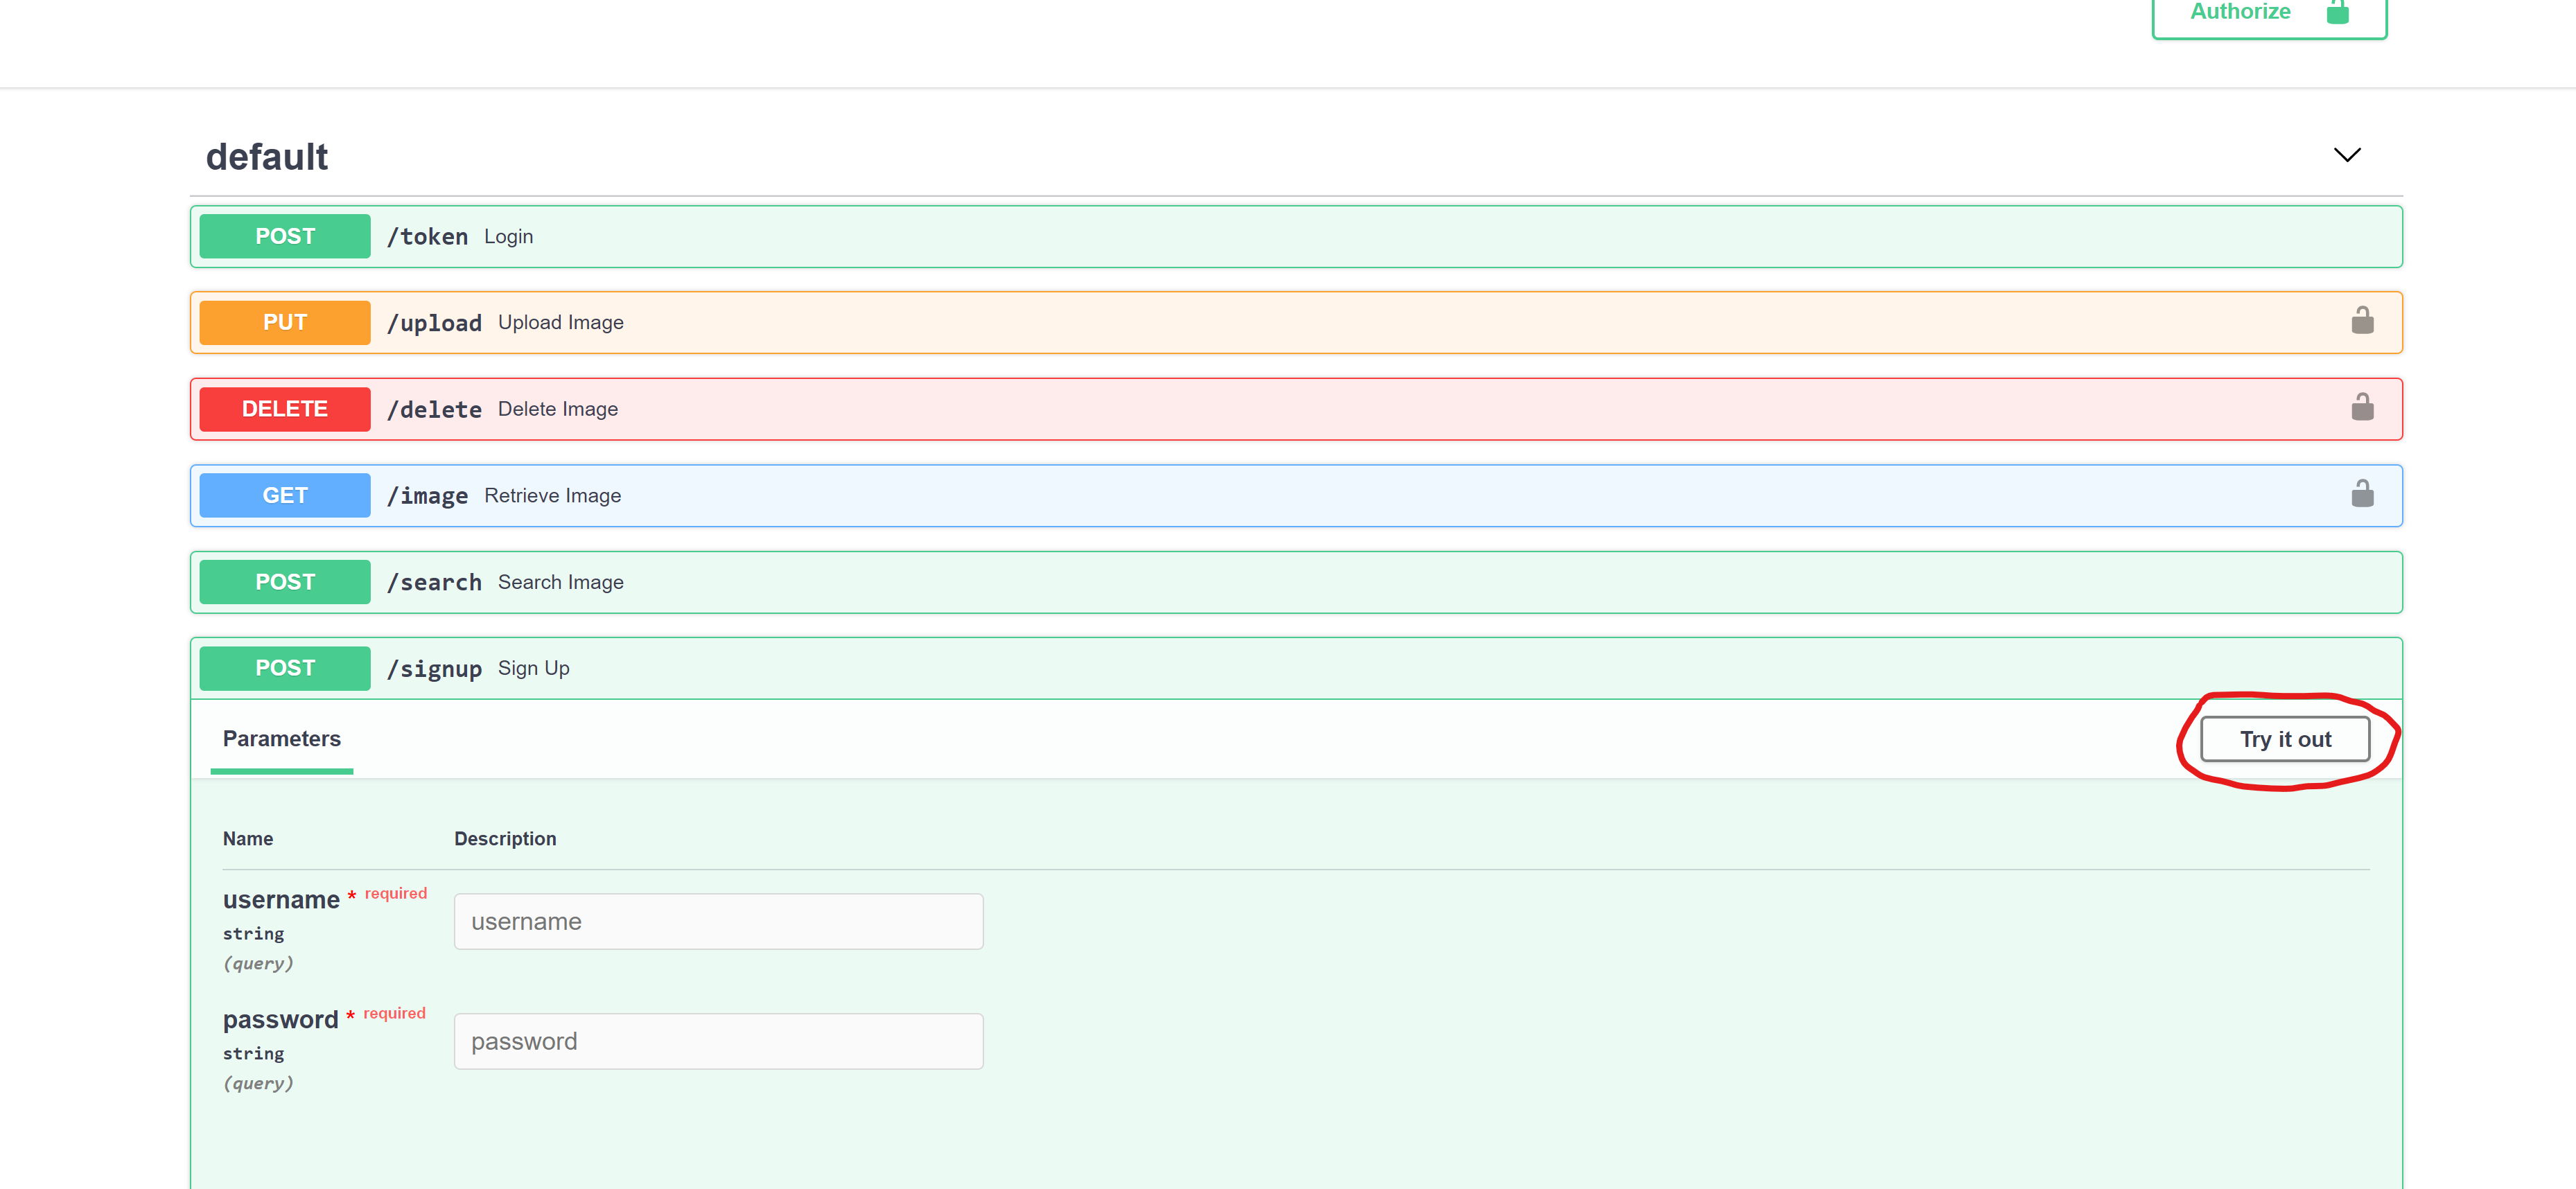 Authorize
default
POST /token Login
PUT /upload Upload Image
DELETE /delete Delete Image
GET /image Retrieve Image
POST /search Search Image
POST /signup Sign Up
Parameters Try it out
Name Description
username * required username
string
(query)
password * required password
string
(query)